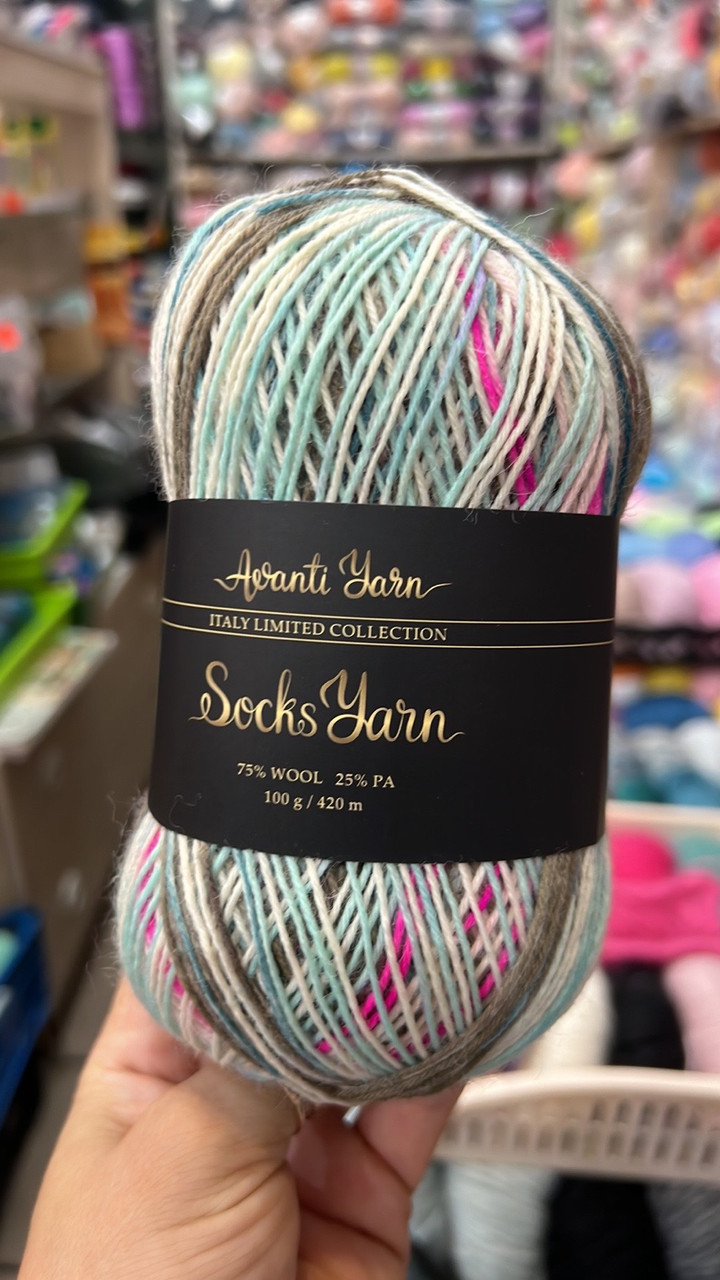 Avanti Yarn
ITALY LIMITED COLLECTION
Socks Yarn
75% WOOL 25% PA
100 g / 420 m